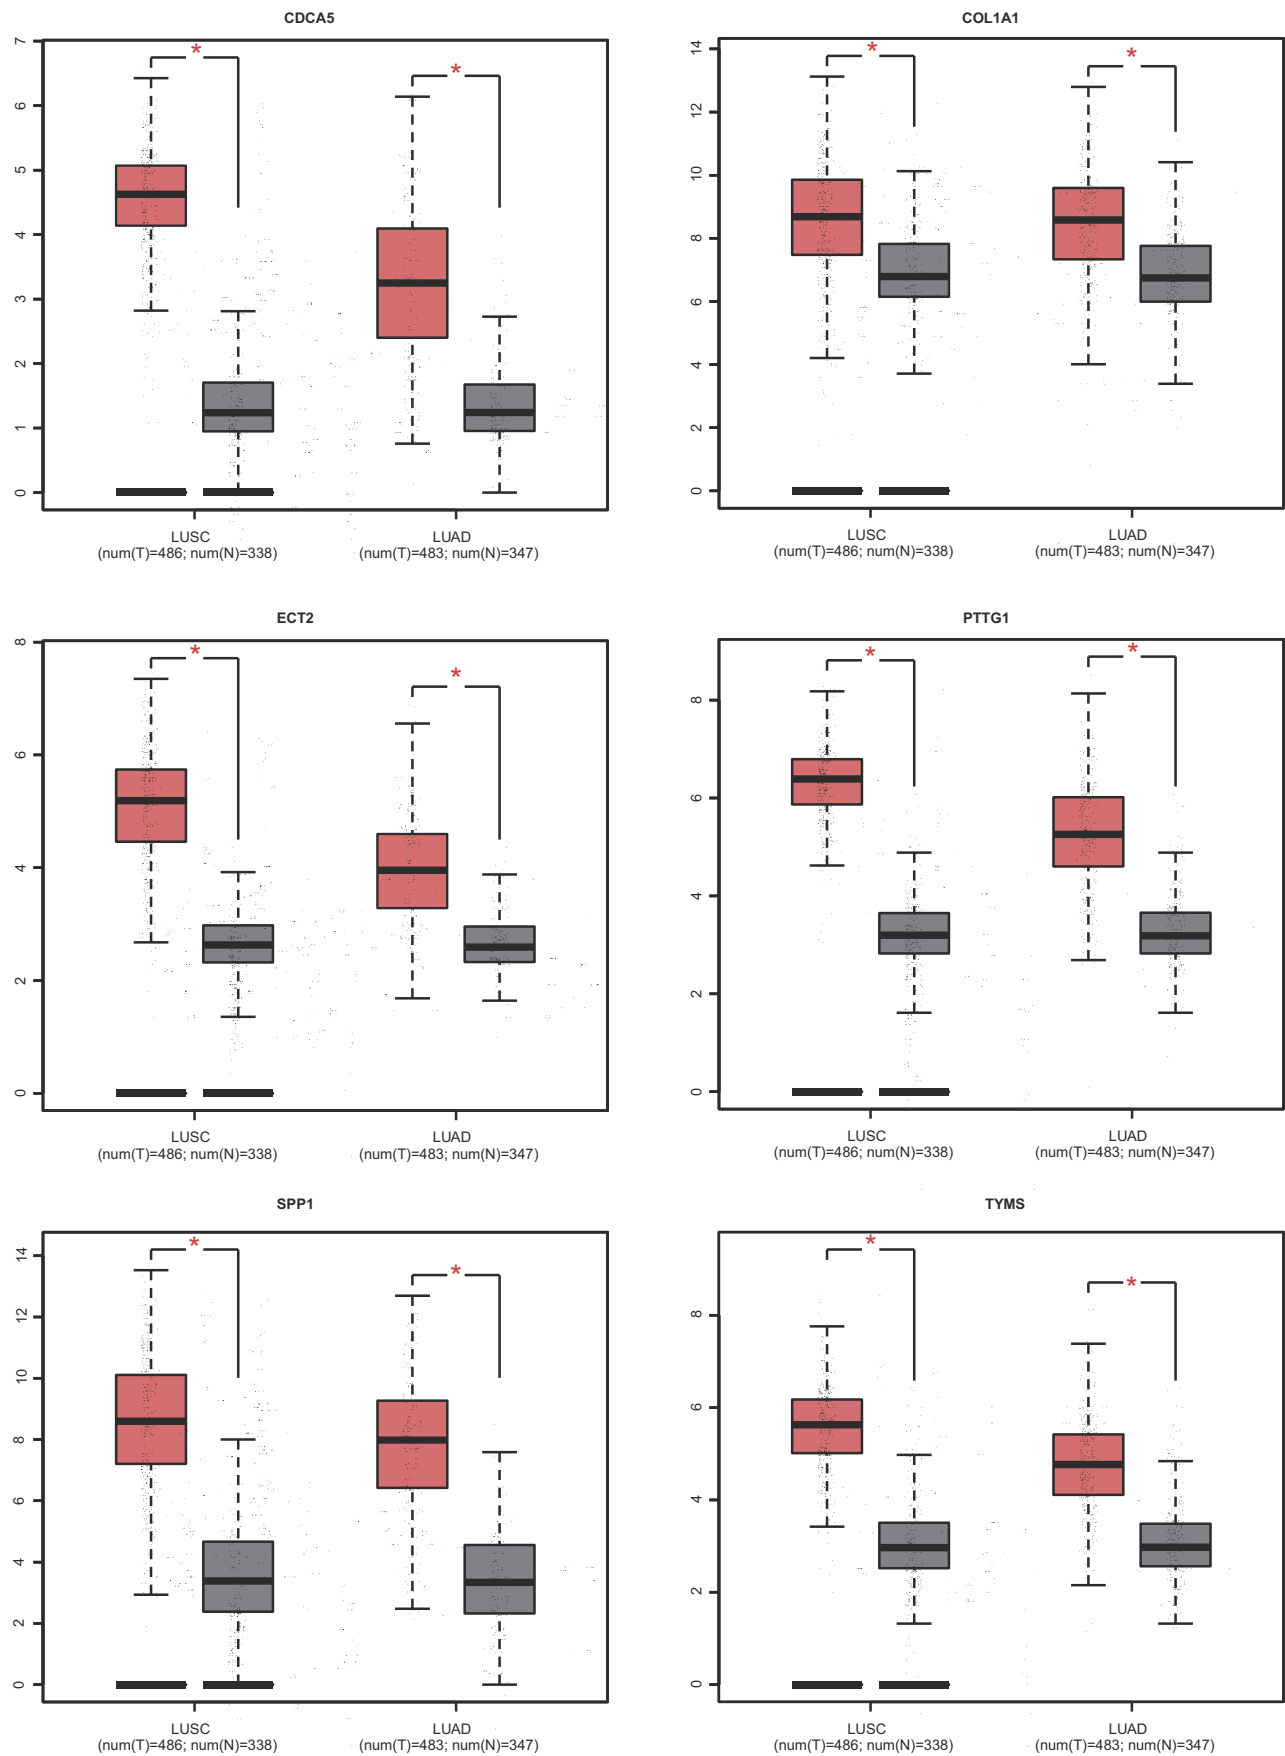 CDCA5
7
6
5
4
3
2
1
0
*
*
LUSC
(num(T)=486; num(N)=338)
LUAD
(num(T)=483; num(N)=347)
COL1A1
14
12
10
8
6
4
2
0
*
*
LUSC
(num(T)=486; num(N)=338)
LUAD
(num(T)=483; num(N)=347)
ECT2
8
6
4
2
0
*
*
LUSC
(num(T)=486; num(N)=338)
LUAD
(num(T)=483; num(N)=347)
PTTG1
8
6
4
2
0
*
*
LUSC
(num(T)=486; num(N)=338)
LUAD
(num(T)=483; num(N)=347)
SPP1
14
12
10
8
6
4
2
0
*
*
LUSC
(num(T)=486; num(N)=338)
LUAD
(num(T)=483; num(N)=347)
TYMS
8
6
4
2
0
*
*
LUSC
(num(T)=486; num(N)=338)
LUAD
(num(T)=483; num(N)=347)